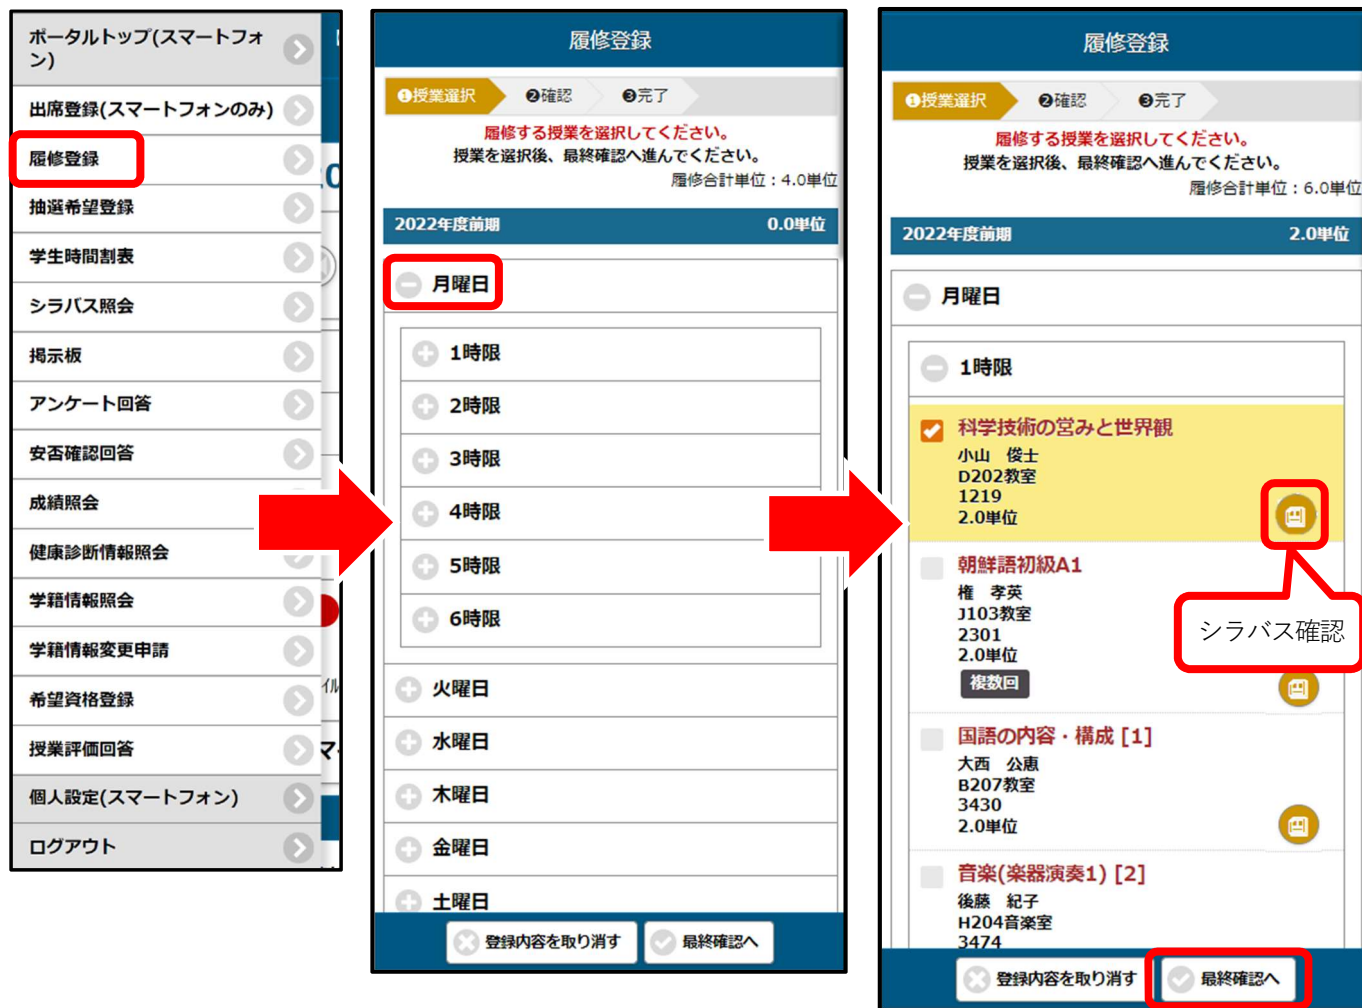 ポータルトップ(スマートフォ
ン)
出席登録(スマートフォンのみ)
履修登録
抽選希望登録
学生時間割表
シラバス照会
掲示板
アンケート回答
安否確認回答
成績照会
健康診断情報照会
学籍情報照会
学籍情報変更申請
希望資格登録
授業評価回答
個人設定(スマートフォン)
ログアウト
履修登録
❶授業選択 ❷確認 ❸完了
履修する授業を選択してください。
授業を選択後、最終確認へ進んでください。
履修合計単位：4.0単位
2022年度前期 0.0単位
月曜日
1時限
2時限
3時限
4時限
5時限
6時限
火曜日
水曜日
木曜日
金曜日
土曜日
登録内容を取り消す 最終確認へ
履修登録
❶授業選択 ❷確認 ❸完了
履修する授業を選択してください。
授業を選択後、最終確認へ進んでください。
履修合計単位：6.0単位
2022年度前期 2.0単位
月曜日
1時限
科学技術の営みと世界観
小山 俊士
D202教室
1219
2.0単位
朝鮮語初級A1
権 孝英
J103教室
2301
2.0単位
複数回
シラバス確認
国語の内容・構成 [1]
大西 公恵
B207教室
3430
2.0単位
音楽(楽器演奏1) [2]
後藤 紀子
H204音楽室
3474
登録内容を取り消す 最終確認へ